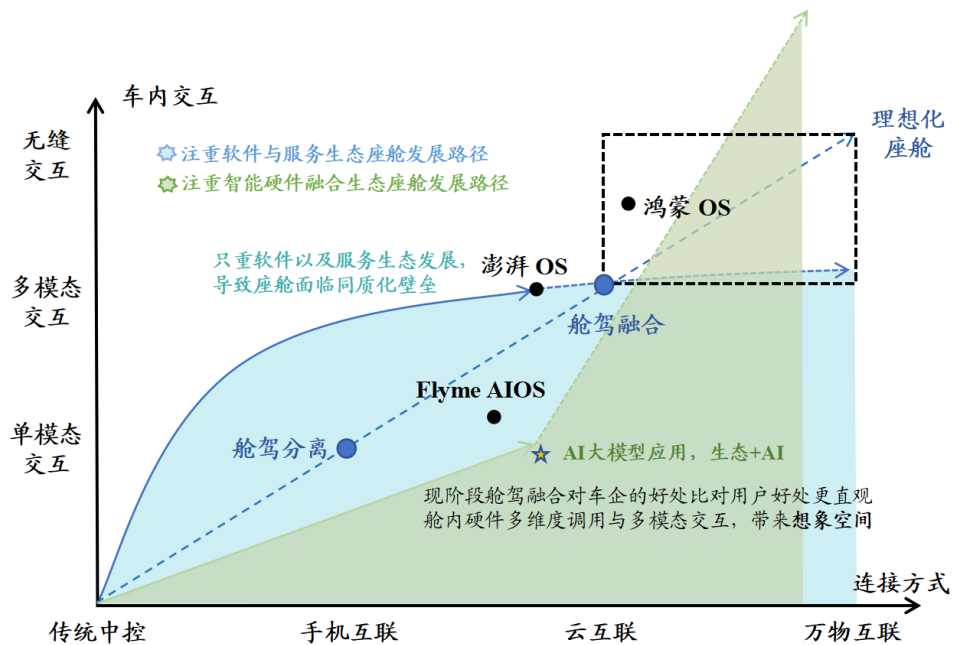 车内交互
无缝
交互
理想化
座舱
注重软件与服务生态座舱发展路径
注重智能硬件融合生态座舱发展路径
鸿蒙 OS
只重软件以及服务生态发展，
导致座舱面临同质化壁垒
澎湃 OS
多模态
交互
舱驾融合
Flyme AIOS
单模态
交互
舱驾分离
AI大模型应用，生态+AI
现阶段舱驾融合对车企的好处比对用户好处更直观
舱内硬件多维度调用与多模态交互，带来想象空间
连接方式
传统中控
手机互联
云互联
万物互联